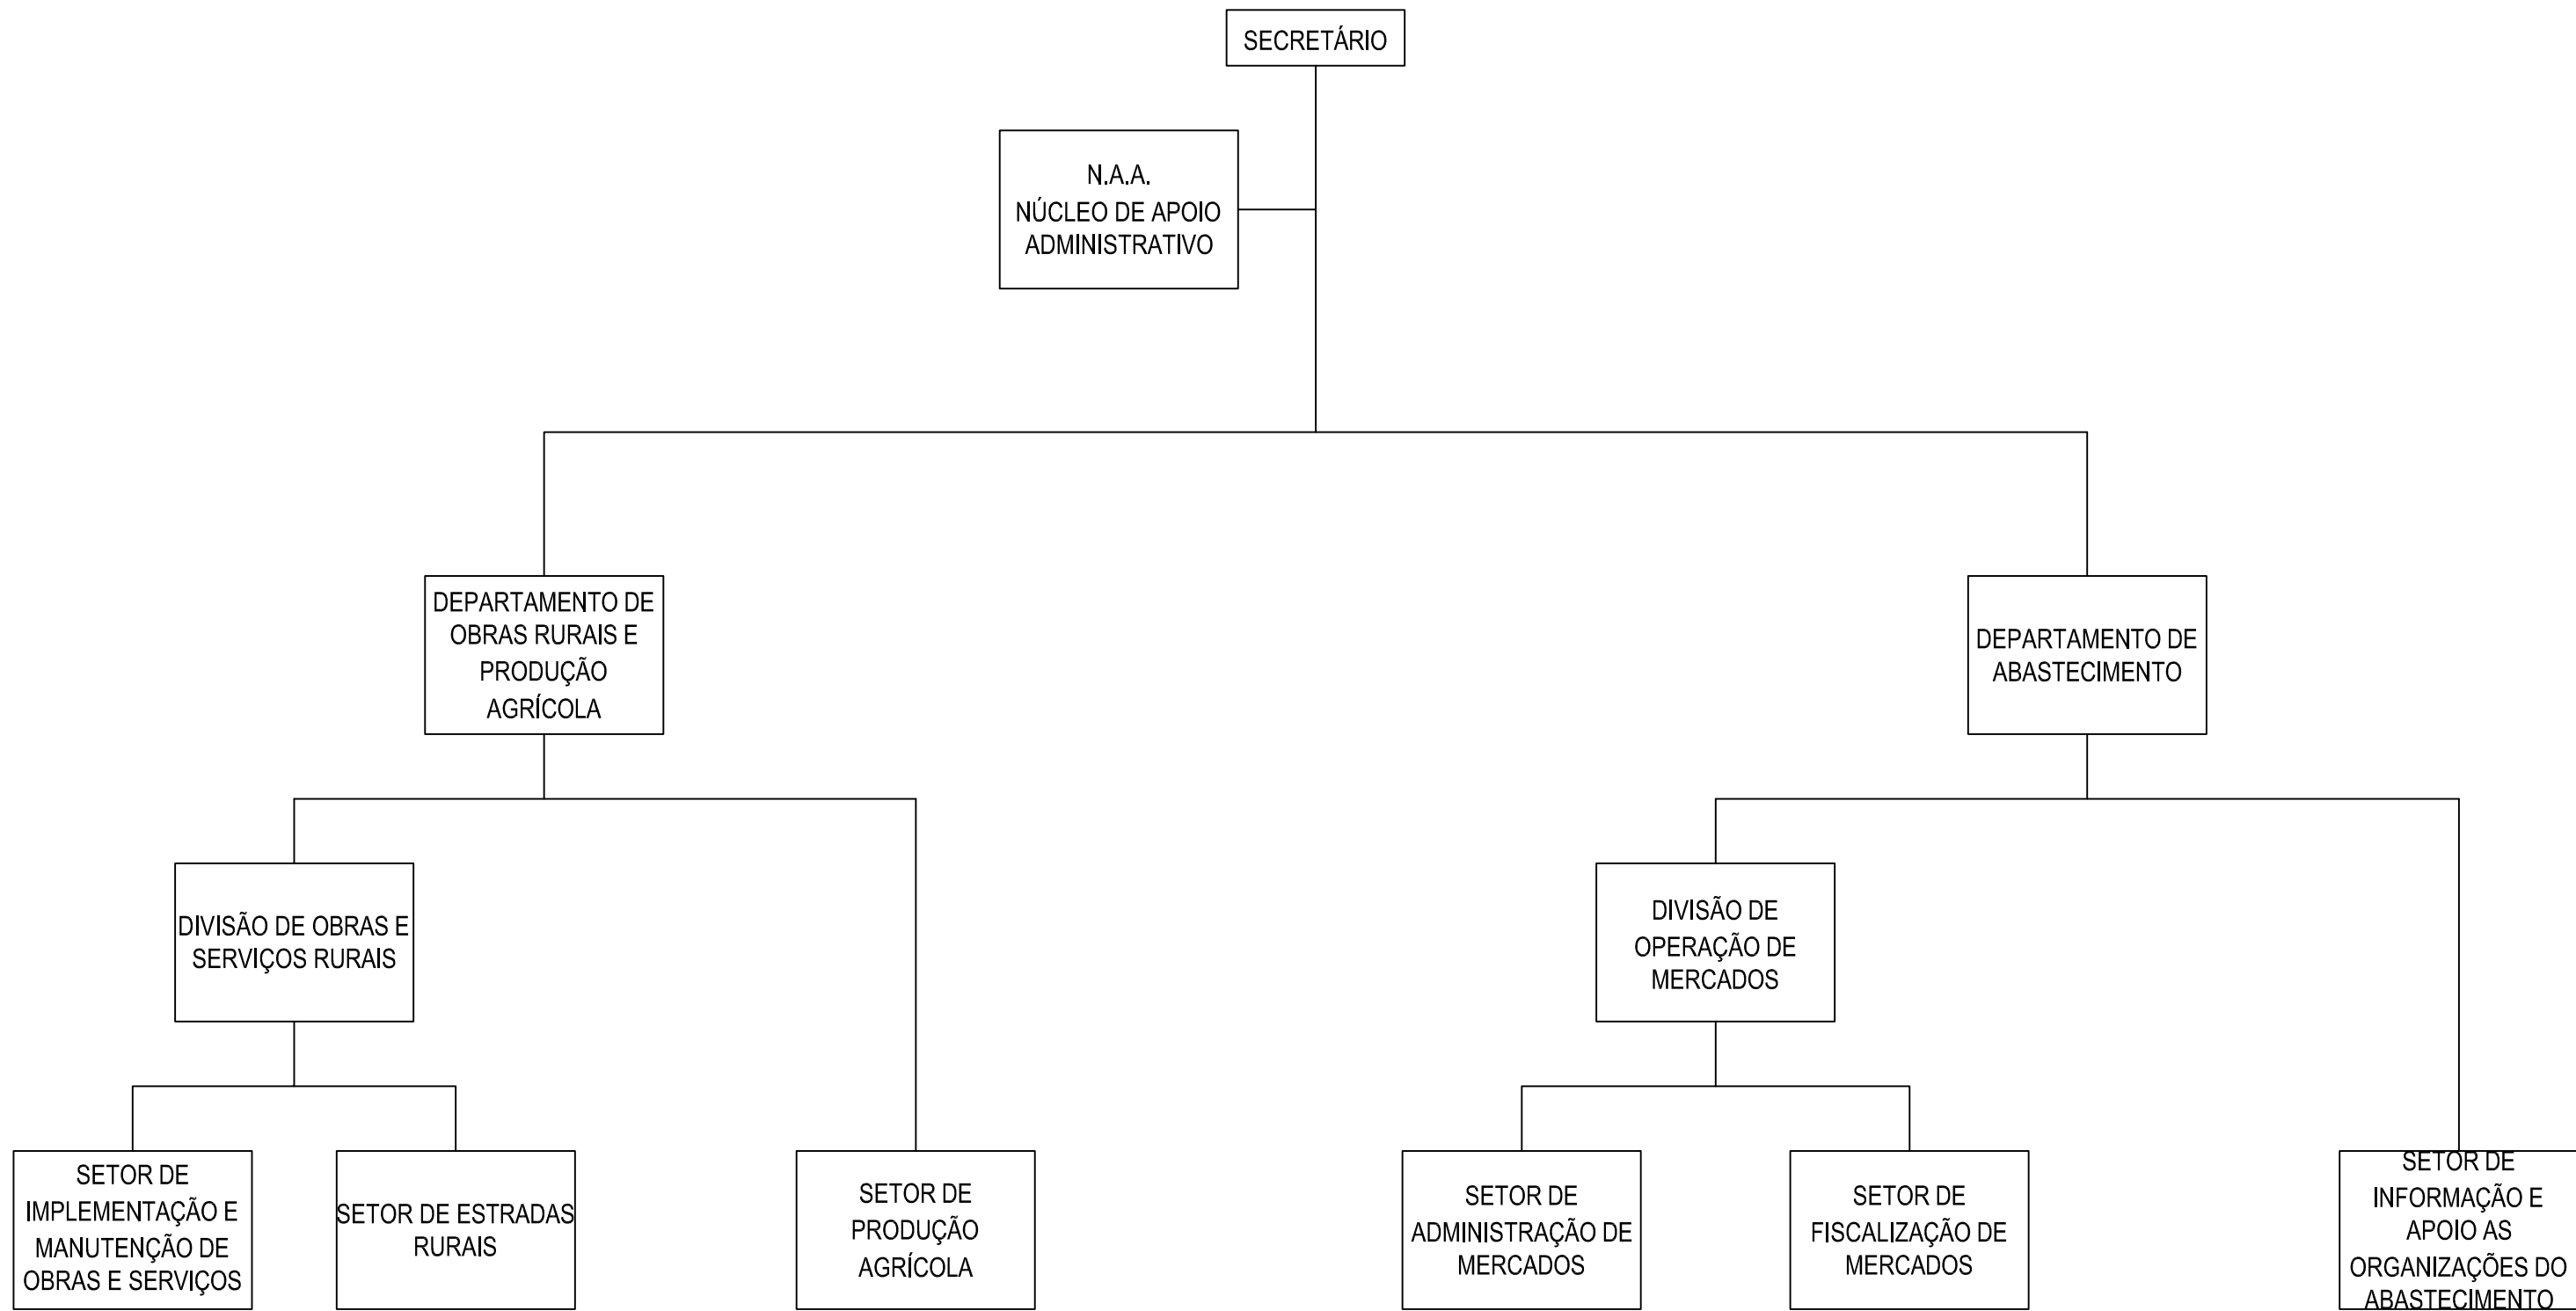 SECRETÁRIO
N.A.A.
NÚCLEO DE APOIO
ADMINISTRATIVO
DEPARTAMENTO DE
OBRAS RURAIS E
PRODUÇÃO
AGRÍCOLA
DEPARTAMENTO DE
ABASTECIMENTO
DIVISÃO DE OBRAS E
SERVIÇOS RURAIS
DIVISÃO DE
OPERAÇÃO DE
MERCADOS
SETOR DE
IMPLEMENTAÇÃO E
MANUTENÇÃO DE
OBRAS E SERVIÇOS
SETOR DE ESTRADAS
RURAIS
SETOR DE
PRODUÇÃO
AGRÍCOLA
SETOR DE
ADMINISTRAÇÃO DE
MERCADOS
SETOR DE
FISCALIZAÇÃO DE
MERCADOS
SETOR DE
INFORMAÇÃO E
APOIO AS
ORGANIZAÇÕES DO
ABASTECIMENTO